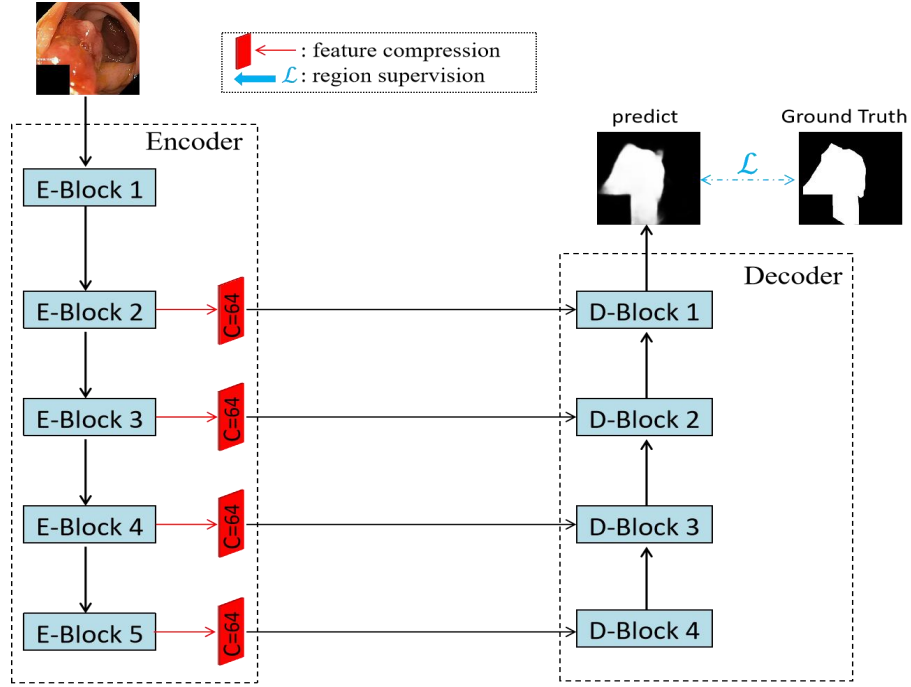 : feature compression
ℒ : region supervision
predict
Ground Truth
ℒ
Encoder
E-Block 1
Decoder
E-Block 2
C=64
D-Block 1
E-Block 3
C=64
D-Block 2
E-Block 4
C=64
D-Block 3
E-Block 5
C=64
D-Block 4